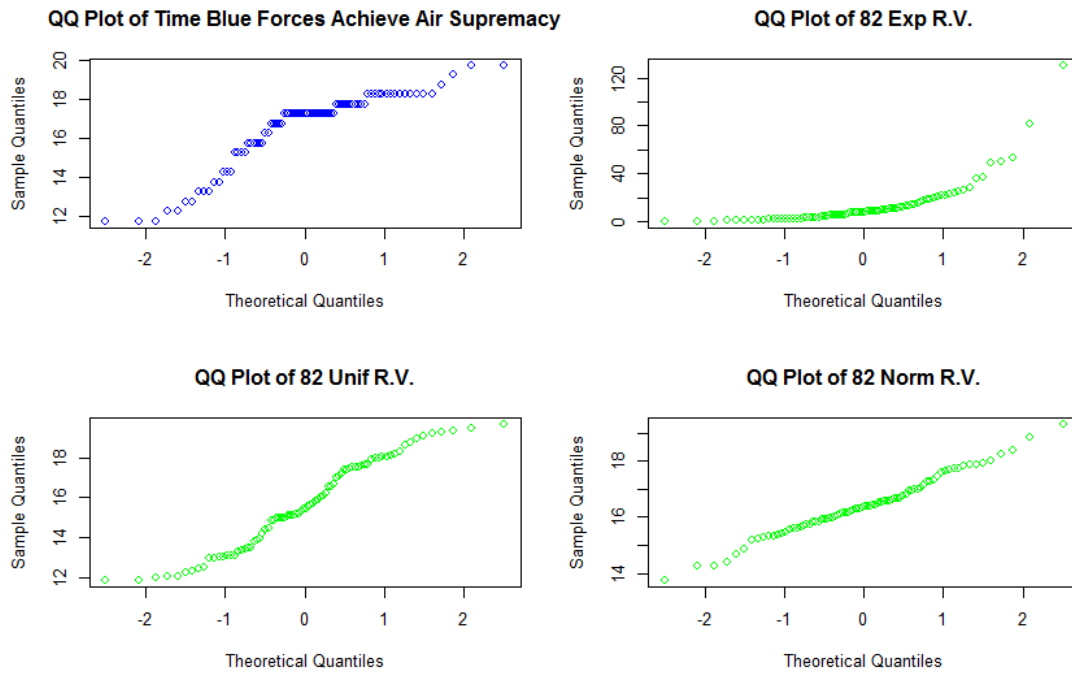 QQ Plot of Time Blue Forces Achieve Air Supremacy
Sample Quantiles
12 14 16 18 20
-2 -1 0 1 2
Theoretical Quantiles
QQ Plot of 82 Exp R.V.
Sample Quantiles
0 40 80 120
-2 -1 0 1 2
Theoretical Quantiles
QQ Plot of 82 Unif R.V.
Sample Quantiles
12 14 16 18
-2 -1 0 1 2
Theoretical Quantiles
QQ Plot of 82 Norm R.V.
Sample Quantiles
14 16 18
-2 -1 0 1 2
Theoretical Quantiles